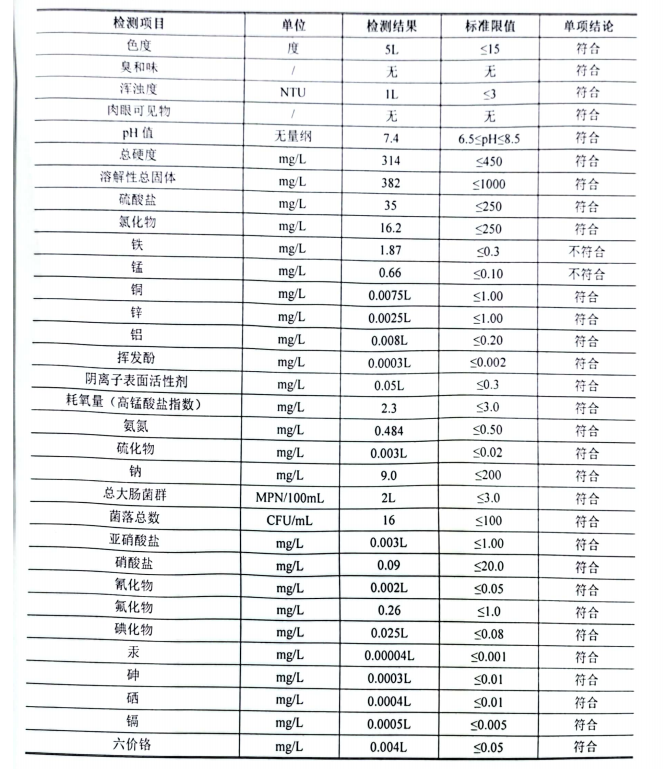 检测项目 单位 检测结果 标准限值 单项结论
色度 度 5L ≤15 符合
臭和味 / 无 无 符合
浑浊度 NTU 1L ≤3 符合
肉眼可见物 / 无 无 符合
pH 值 无量纲 7.4 6.5≤pH≤8.5 符合
总硬度 mg/L 314 ≤450 符合
溶解性总固体 mg/L 382 ≤1000 符合
硫酸盐 mg/L 35 ≤250 符合
氯化物 mg/L 16.2 ≤250 符合
铁 mg/L 1.87 ≤0.3 不符合
锰 mg/L 0.66 ≤0.10 不符合
铜 mg/L 0.0075L ≤1.00 符合
锌 mg/L 0.0025L ≤1.00 符合
铝 mg/L 0.008L ≤0.20 符合
挥发酚 mg/L 0.0003L ≤0.002 符合
阴离子表面活性剂 mg/L 0.05L ≤0.3 符合
耗氧量（高锰酸盐指数） mg/L 2.3 ≤3.0 符合
氨氮 mg/L 0.484 ≤0.50 符合
硫化物 mg/L 0.003L ≤0.02 符合
钠 mg/L 9.0 ≤200 符合
总大肠菌群 MPN/100mL 2L ≤3.0 符合
菌落总数 CFU/mL 16 ≤100 符合
亚硝酸盐 mg/L 0.003L ≤1.00 符合
硝酸盐 mg/L 0.09 ≤20.0 符合
氰化物 mg/L 0.002L ≤0.05 符合
氟化物 mg/L 0.26 ≤1.0 符合
碘化物 mg/L 0.025L ≤0.08 符合
汞 mg/L 0.00004L ≤0.001 符合
砷 mg/L 0.0003L ≤0.01 符合
硒 mg/L 0.0004L ≤0.01 符合
镉 mg/L 0.0005L ≤0.005 符合
六价铬 mg/L 0.004L ≤0.05 符合